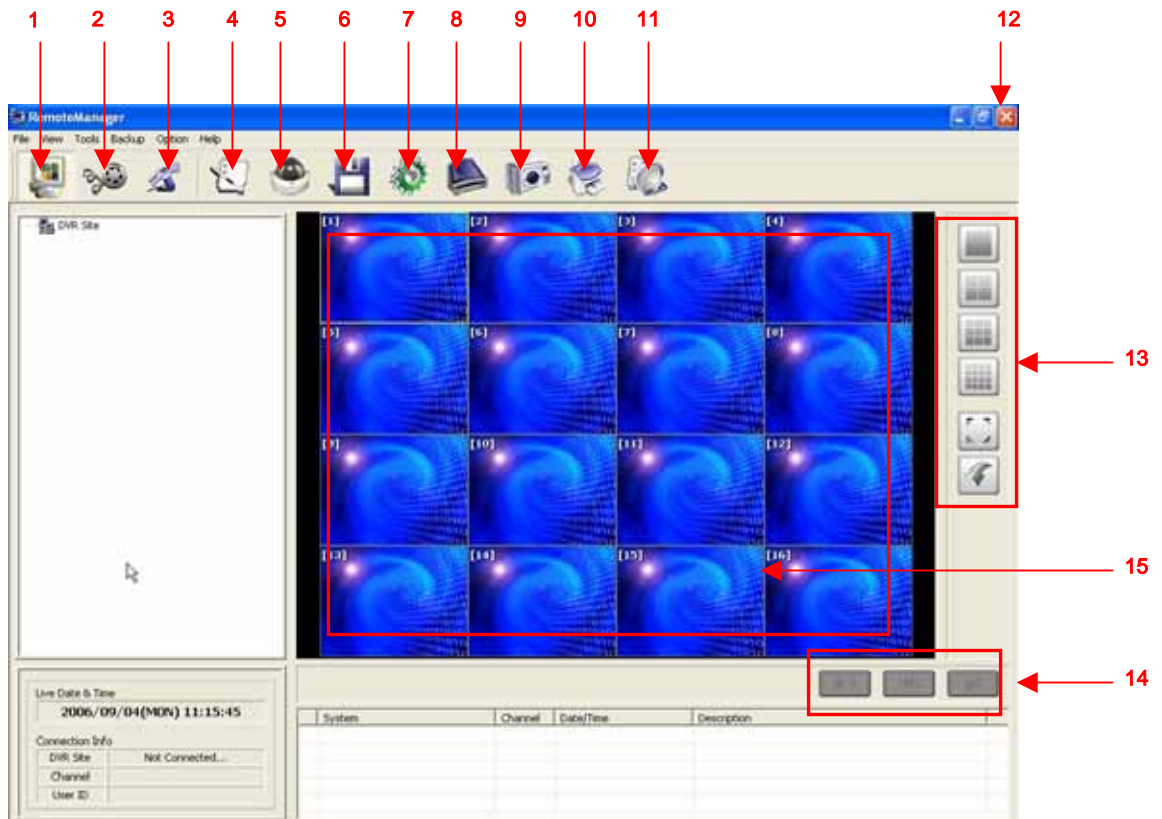 1 2 3 4 5 6 7 8 9 10 11 12
RemoteManager
File View Tools Backup Option Help
DVR Site
[1] [2] [3] [4]
[5] [6] [7] [8]
13
[9] [10] [11] [12]
[13] [14] [15] [16]
15
14
Live Date & Time
2006/09/04(MON) 11:15:45
System Channel Date/Time Description
Connection Info
DVR Site Not Connected...
Channel
User ID